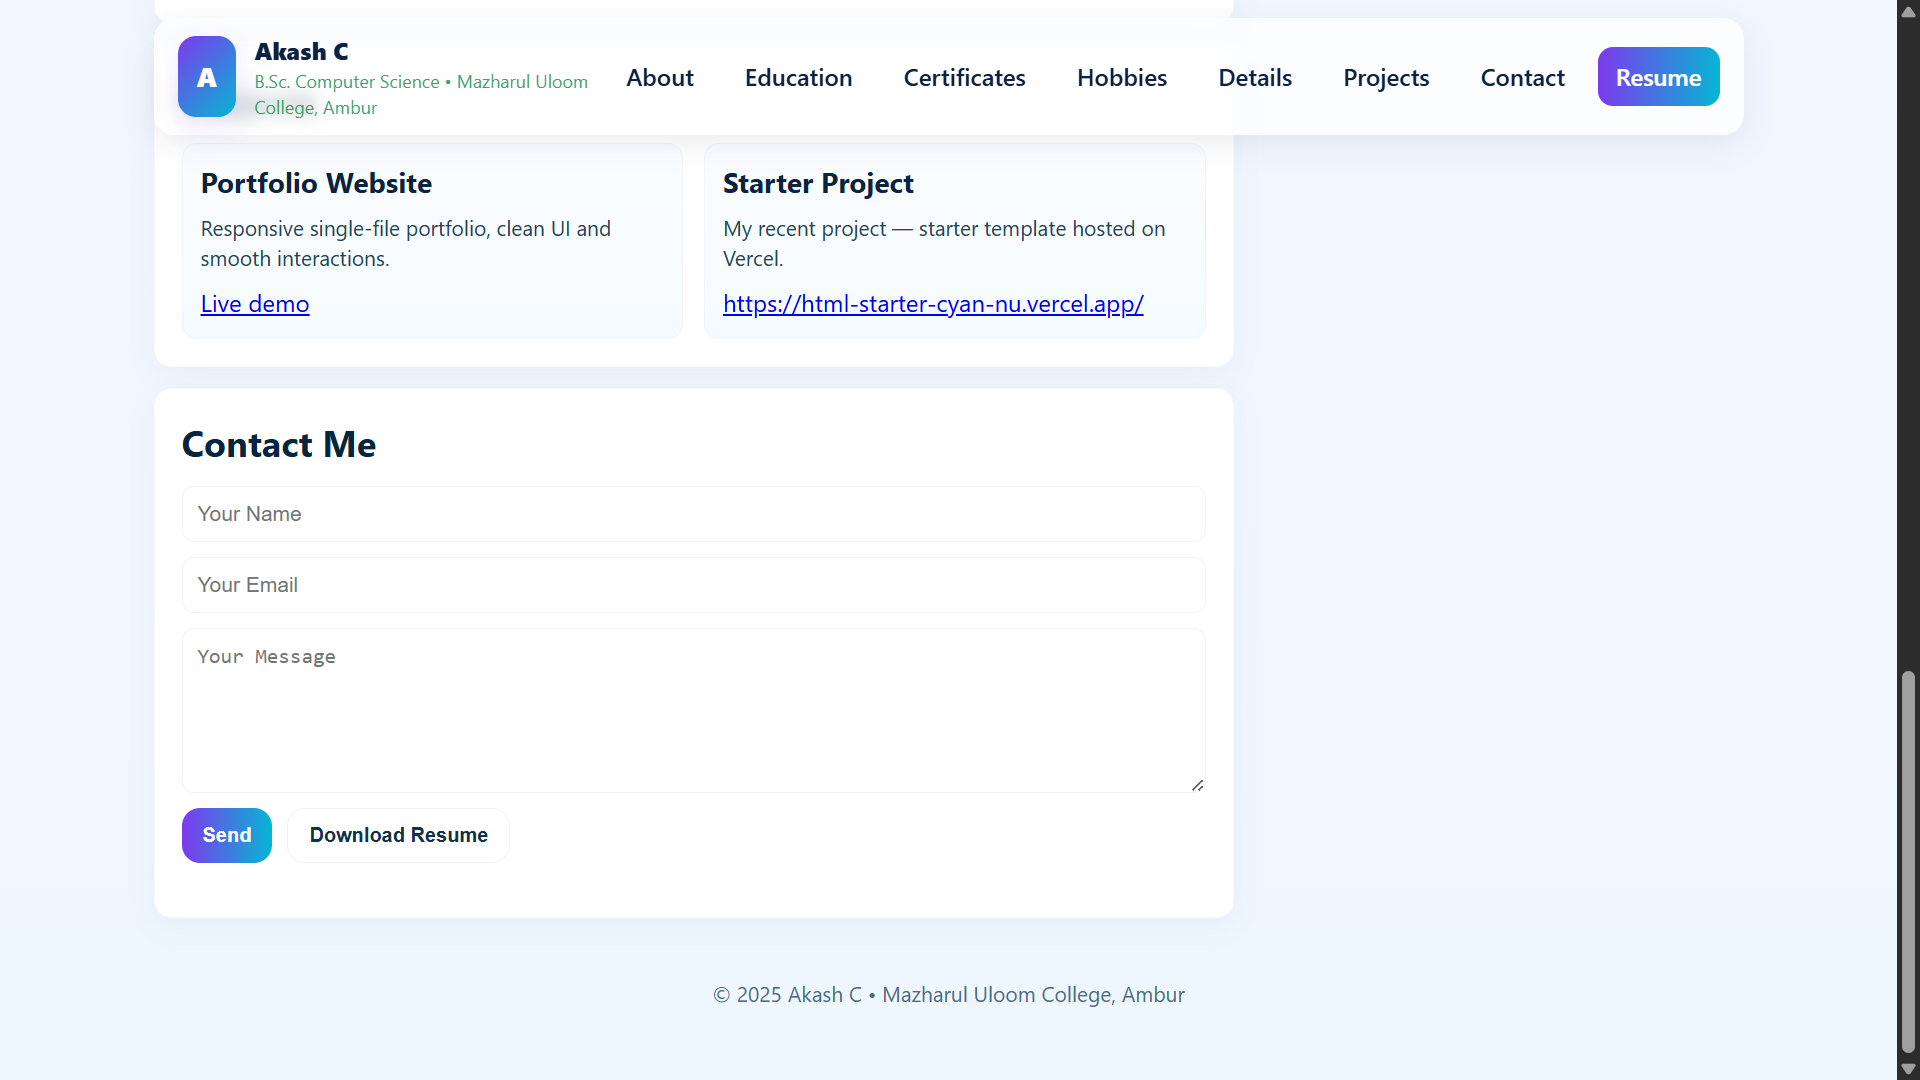 A
Akash C
B.Sc. Computer Science • Mazharul Uloom
College, Ambur
About
Education
Certificates
Hobbies
Details
Projects
Contact
Resume
Portfolio Website
Responsive single-file portfolio, clean UI and
smooth interactions.
Live demo
Starter Project
My recent project — starter template hosted on
Vercel.
https://html-starter-cyan-nu.vercel.app/
Contact Me
Your Name
Your Email
Your Message
Send
Download Resume
© 2025 Akash C • Mazharul Uloom College, Ambur